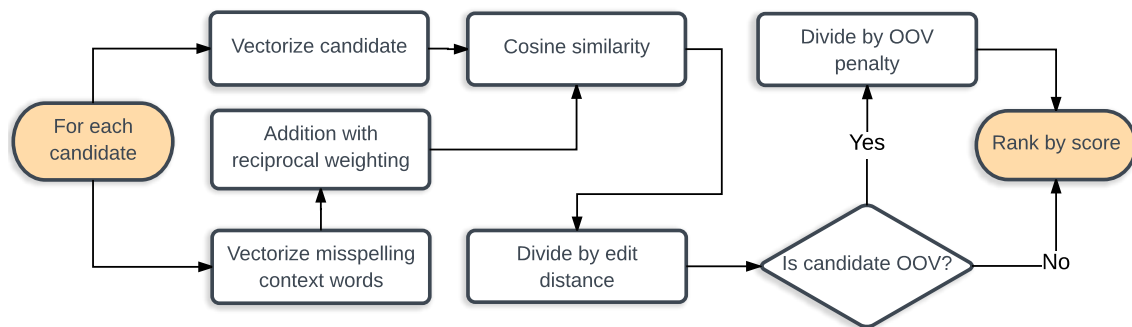 For each
candidate
Vectorize candidate
Cosine similarity
Addition with
reciprocal weighting
Vectorize misspelling
context words
Divide by edit
distance
Is candidate OOV?
Yes
No
Divide by OOV
penalty
Rank by score